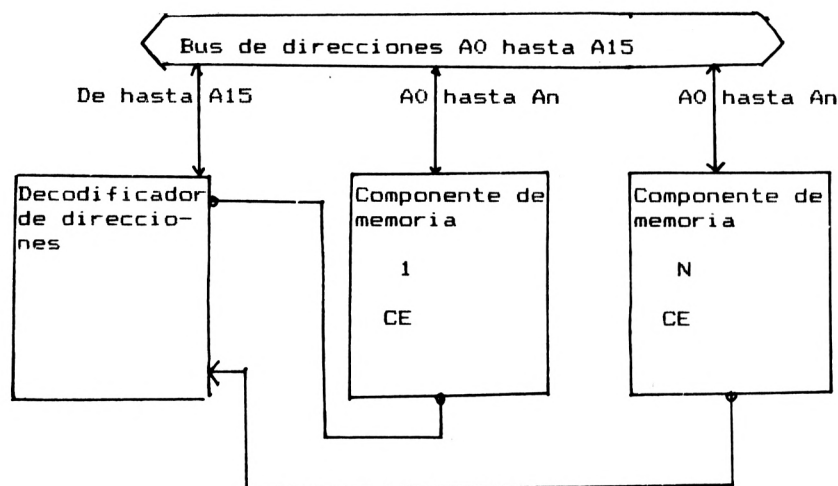 Bus de direcciones A0 hasta A15
De hasta A15
A0 hasta An
A0 hasta An
Decodificador
de direccio-
nes
Componente de
memoria
1
CE
Componente de
memoria
N
CE